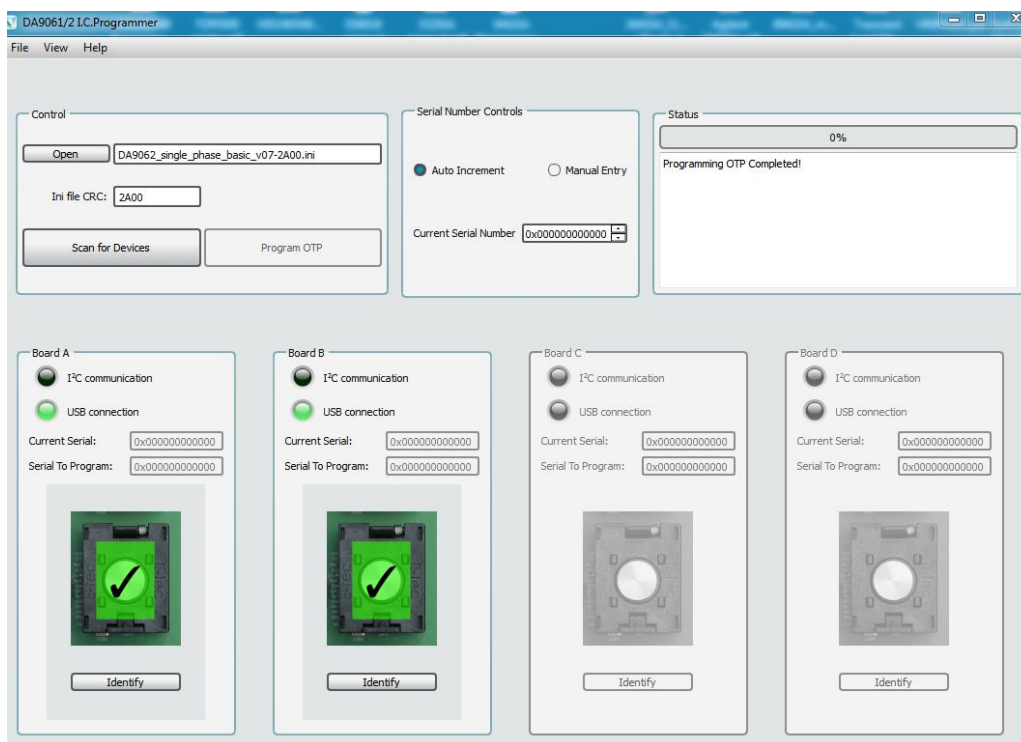 DA9061/2 I.C.Programmer
File View Help
Control
Open DA9062_single_phase_basic_v07-2A00.ini
Ini file CRC: 2A00
Scan for Devices Program OTP
Serial Number Controls
Auto Increment Manual Entry
Current Serial Number 0x000000000000
Status
0%
Programming OTP Completed!
Board A
I²C communication
USB connection
Current Serial: 0x000000000000
Serial To Program: 0x000000000000
Identify
Board B
I²C communication
USB connection
Current Serial: 0x000000000000
Serial To Program: 0x000000000000
Identify
Board C
I²C communication
USB connection
Current Serial: 0x000000000000
Serial To Program: 0x000000000000
Identify
Board D
I²C communication
USB connection
Current Serial: 0x000000000000
Serial To Program: 0x000000000000
Identify